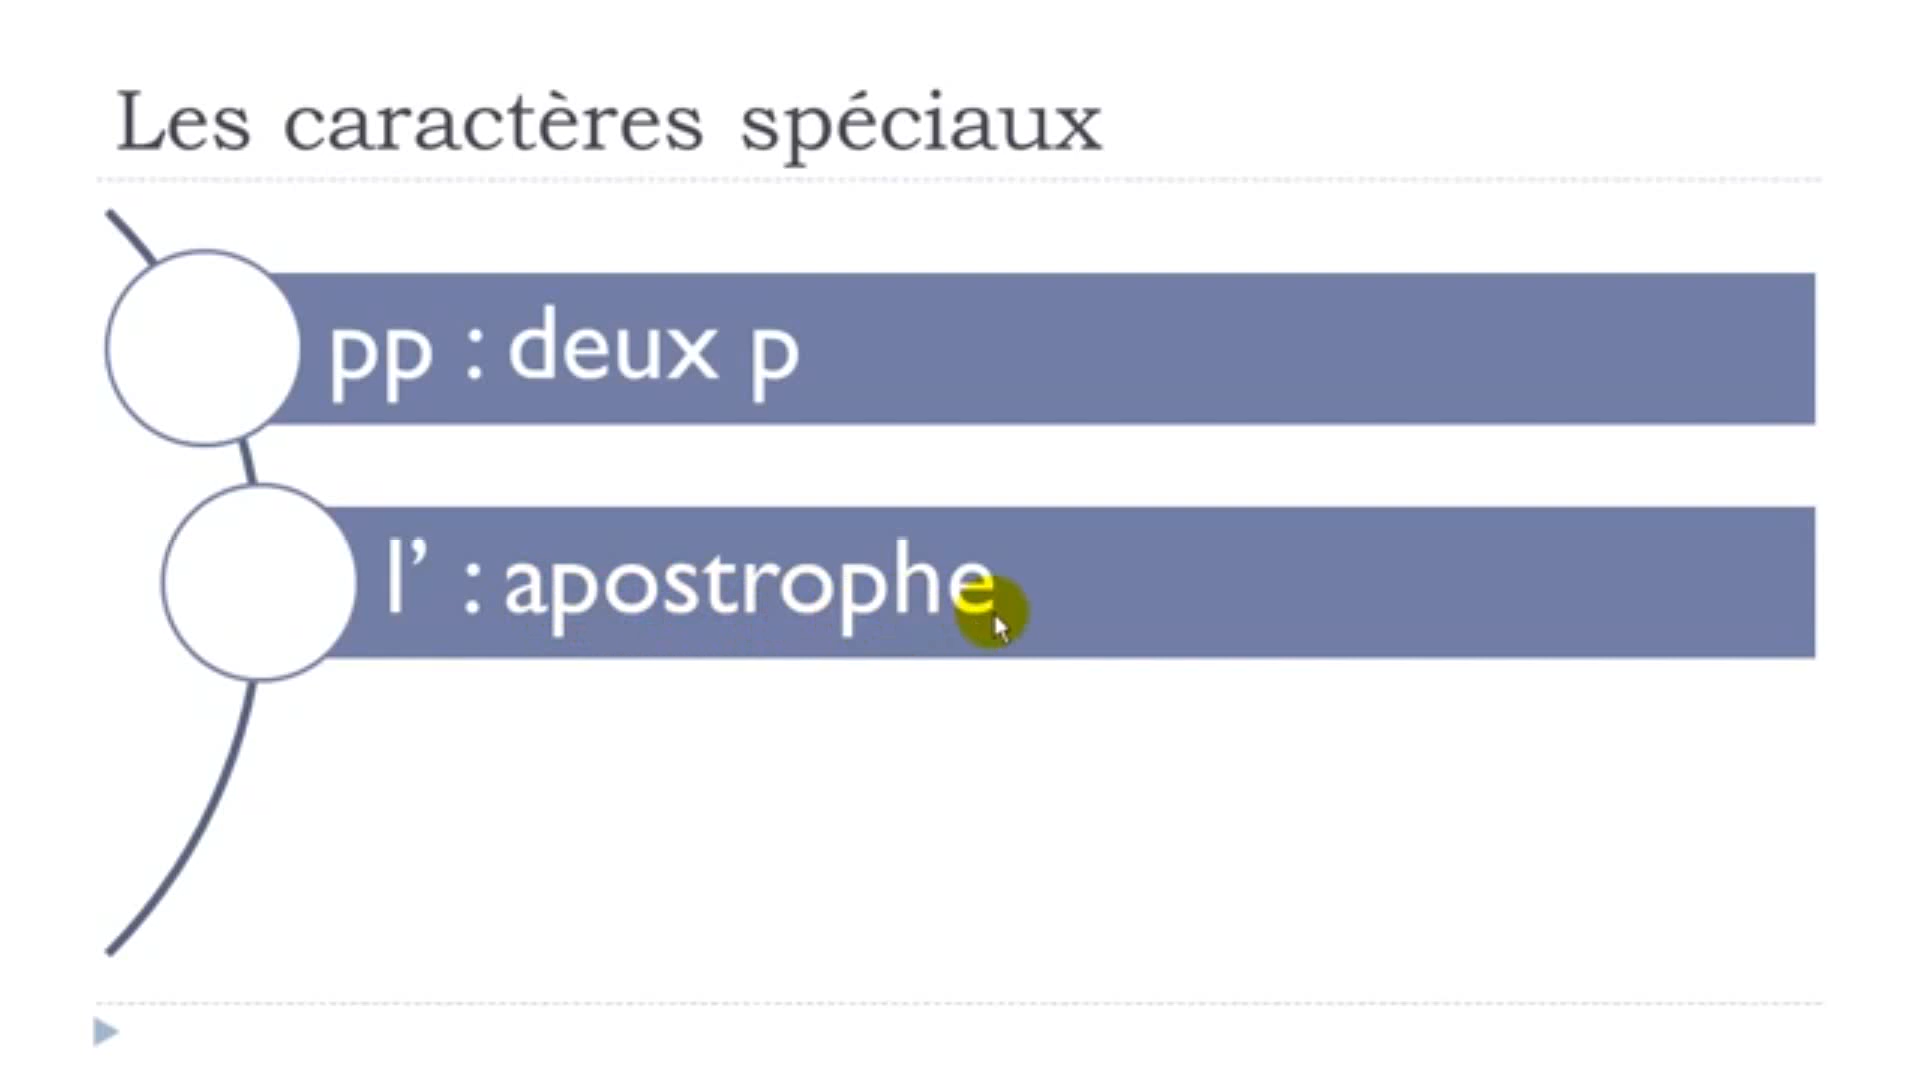 Les caractères spéciaux
pp : deux p
l’ : apostrophe